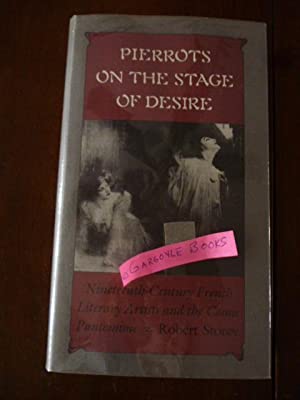 PIERROTS
ON THE STAGE
OF DESIRE
GARGOYLE BOOKS
Nineteenth-Century French
Literary Artists and the Comic
Pantomime Robert Storey